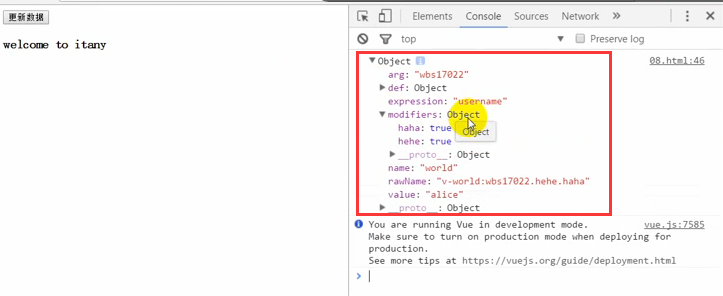 更新数据
welcome to itany
Elements Console Sources Network »
top Preserve log
Object 08.html:46
arg: "wbs17022"
def: Object
expression: "username"
modifiers: Object
haha: true
Object
hehe: true
__proto__: Object
name: "world"
rawName: "v-world:wbs17022.hehe.haha"
value: "alice"
__proto__: Object
You are running Vue in development mode. vue.js:7585
Make sure to turn on production mode when deploying for
production.
See more tips at https://vuejs.org/guide/deployment.html
>